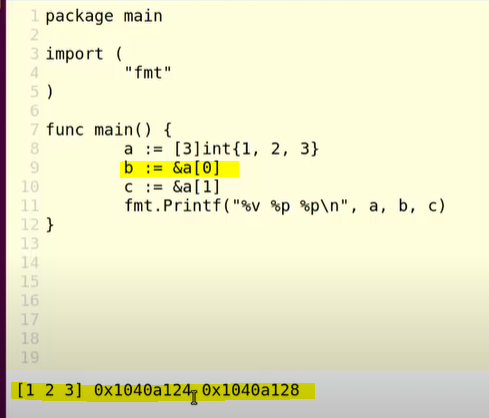 1 package main
2
3 import (
4 "fmt"
5 )
6
7 func main() {
8 a := [3]int{1, 2, 3}
9 b := &a[0]
10 c := &a[1]
11 fmt.Printf("%v %p %p\n", a, b, c)
12 }
13
14
15
16
17
18
19
[1 2 3] 0x1040a124 0x1040a128